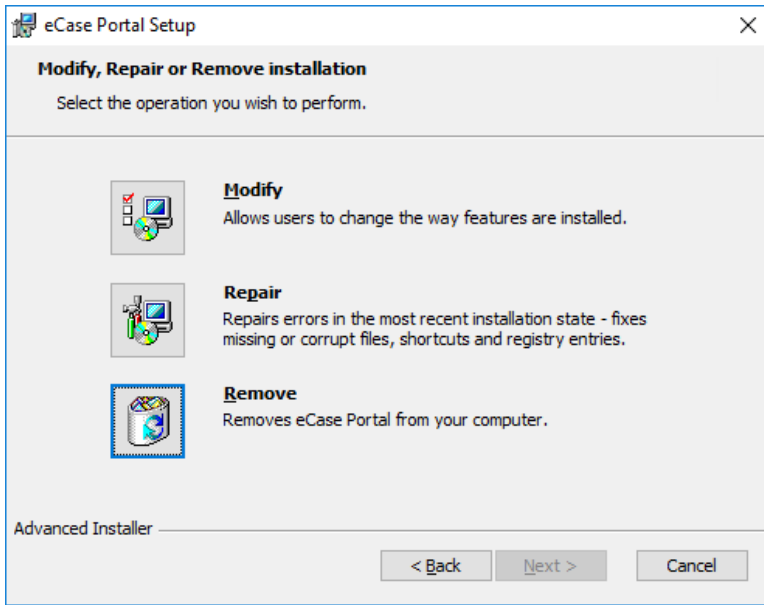 eCase Portal Setup
Modify, Repair or Remove installation
Select the operation you wish to perform.
Modify
Allows users to change the way features are installed.
Repair
Repairs errors in the most recent installation state - fixes
missing or corrupt files, shortcuts and registry entries.
Remove
Removes eCase Portal from your computer.
Advanced Installer
< Back
Next >
Cancel